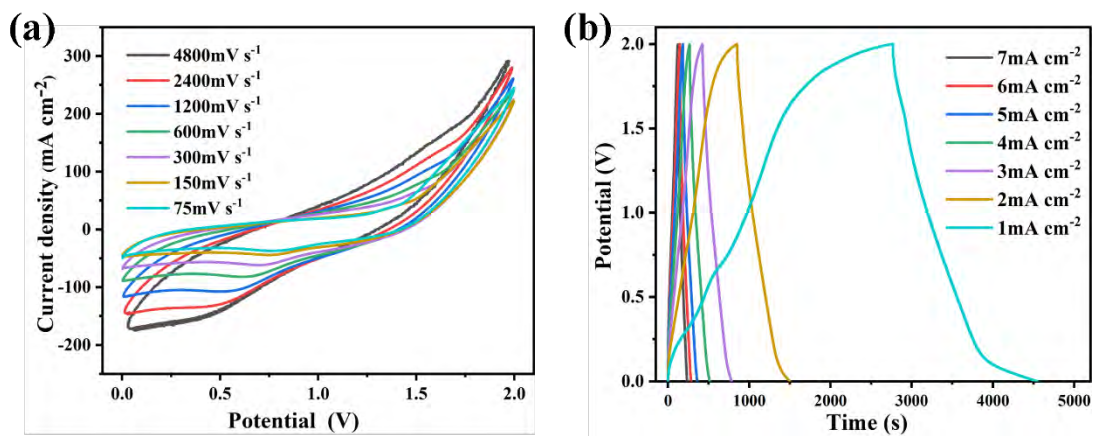 (a)
300
200
100
0
-100
-200
Current density (mA cm⁻²)
4800mV s⁻¹
2400mV s⁻¹
1200mV s⁻¹
600mV s⁻¹
300mV s⁻¹
150mV s⁻¹
75mV s⁻¹
0.0 0.5 1.0 1.5 2.0
Potential (V)
(b)
2.0
1.5
1.0
0.5
0.0
Potential (V)
7mA cm⁻²
6mA cm⁻²
5mA cm⁻²
4mA cm⁻²
3mA cm⁻²
2mA cm⁻²
1mA cm⁻²
0 1000 2000 3000 4000 5000
Time (s)